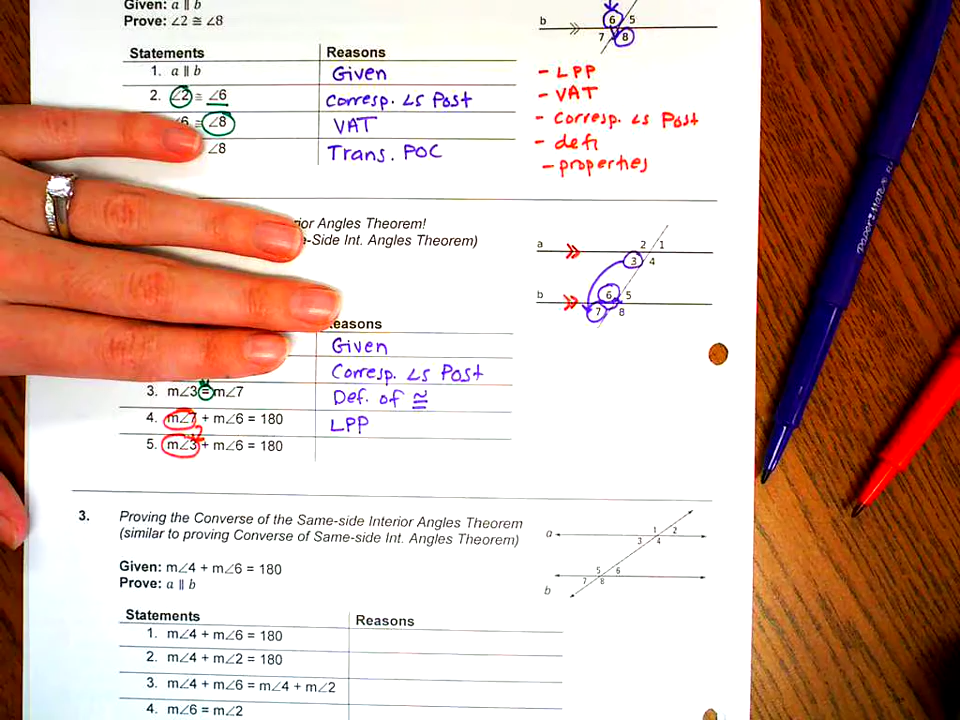 Given: a ∥ b
Prove: ∠2 ≅ ∠8
Statements Reasons
1. a ∥ b Given
2. ∠2 ≅ ∠6 Corresp. ∠s Post
∠6 ≅ ∠8 VAT
∠8 Trans. POC
b
6 5
7 8
- LPP
- VAT
- Corresp. ∠s Post
- defn
- properties
rior Angles Theorem!
e-Side Int. Angles Theorem)
a
2 1
3 4
b
6 5
7 8
easons
Given
Corresp. ∠s Post
3. m∠3 = m∠7 Def. of ≅
4. m∠7 + m∠6 = 180 LPP
5. m∠3 + m∠6 = 180
3. Proving the Converse of the Same-side Interior Angles Theorem
(similar to proving Converse of Same-side Int. Angles Theorem)
Given: m∠4 + m∠6 = 180
Prove: a ∥ b
a
1 2
3 4
5 6
7 8
b
Statements Reasons
1. m∠4 + m∠6 = 180
2. m∠4 + m∠2 = 180
3. m∠4 + m∠6 = m∠4 + m∠2
4. m∠6 = m∠2